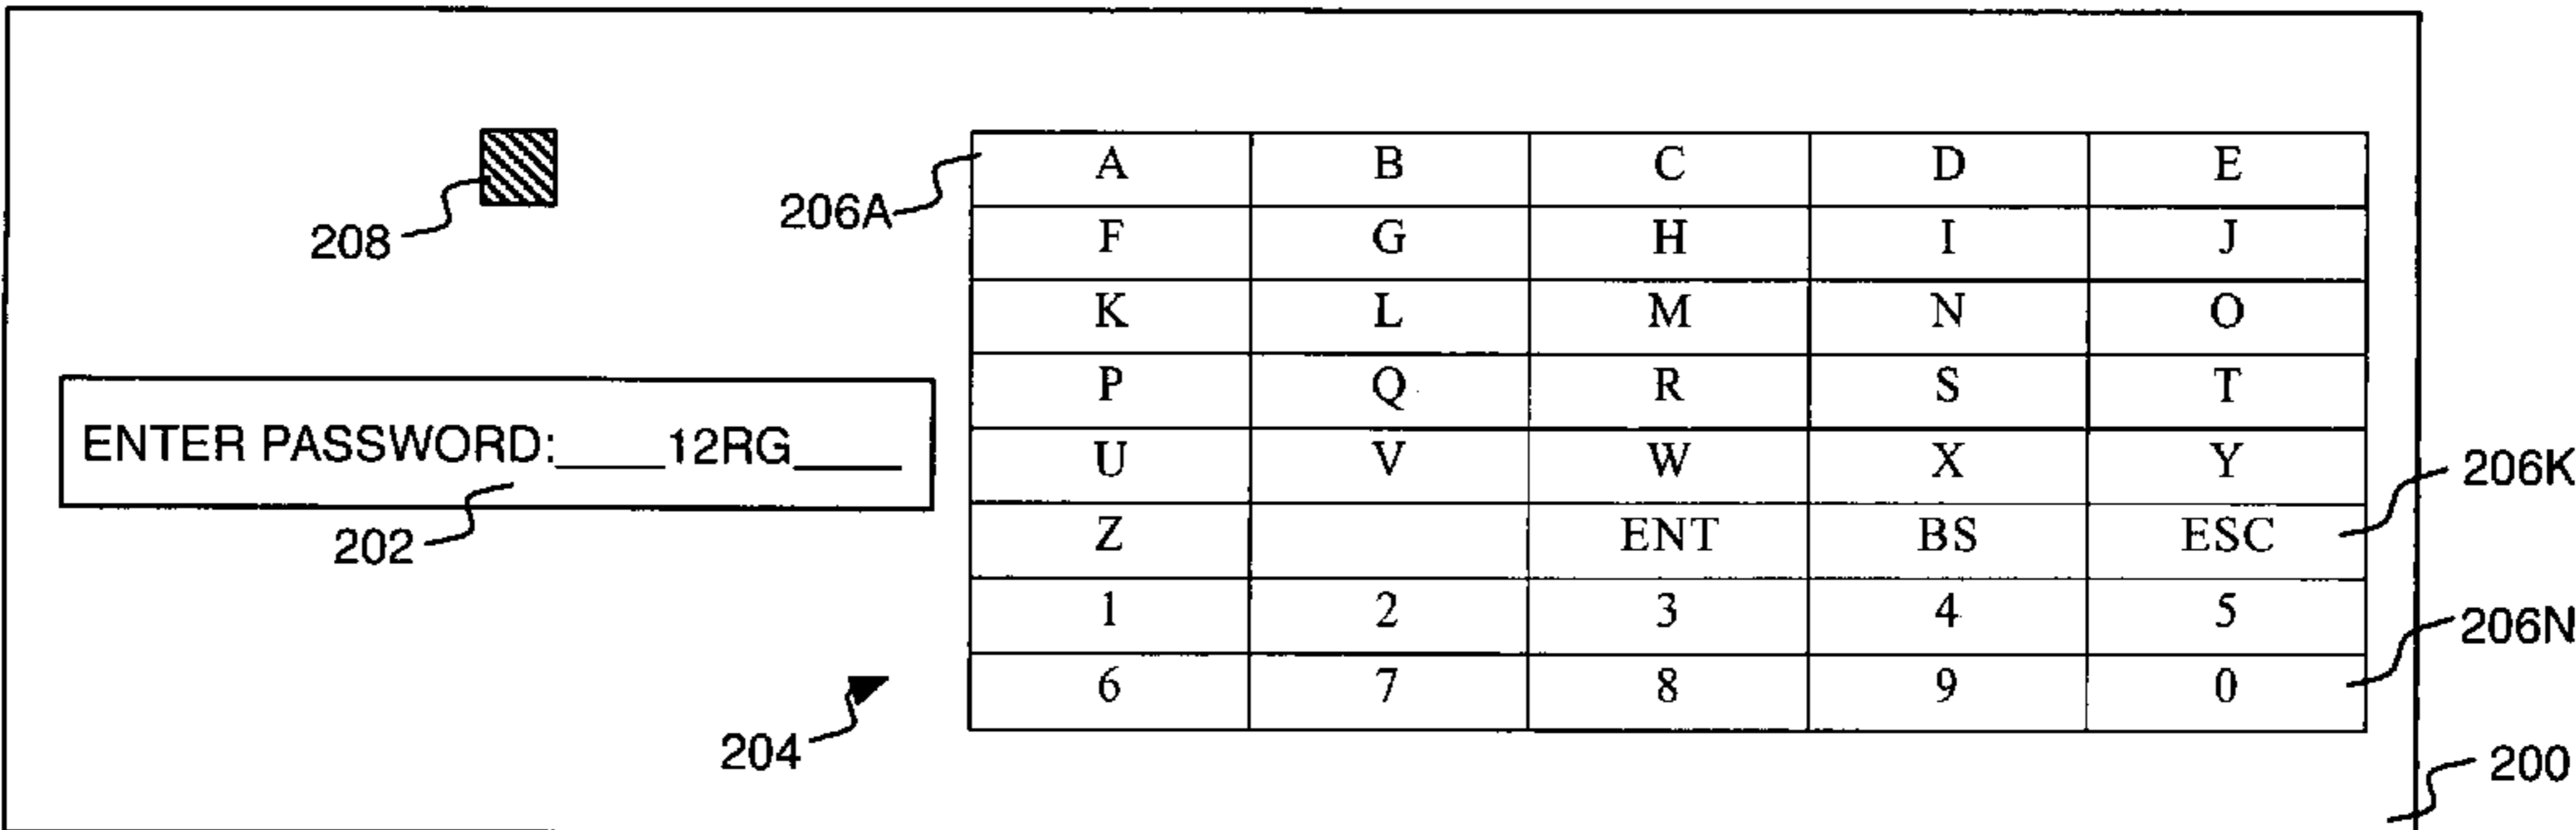 208
206A
A B C D E
F G H I J
K L M N O
P Q R S T
U V W X Y
Z ENT BS ESC
1 2 3 4 5
6 7 8 9 0
ENTER PASSWORD:____12RG____
202
204
206K
206N
200